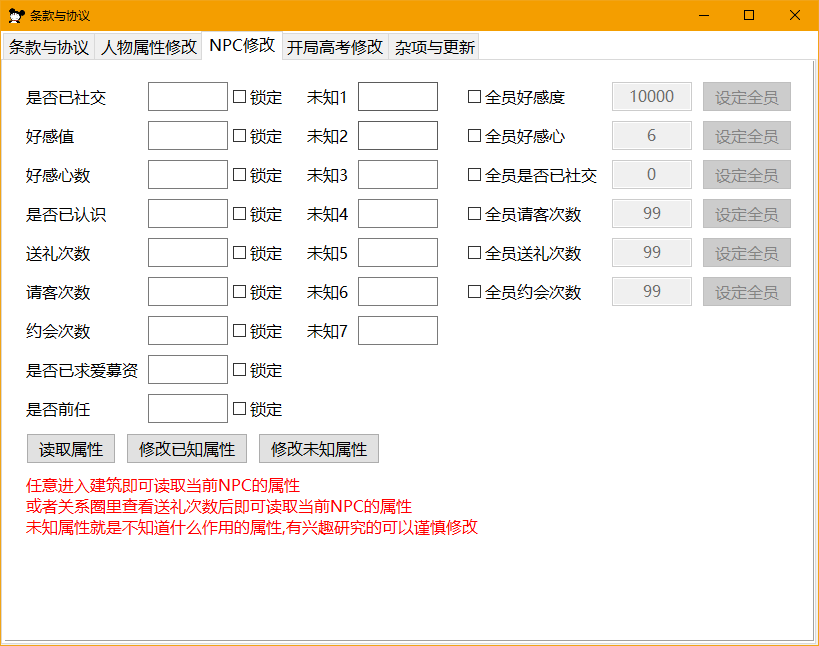 条款与协议
条款与协议 人物属性修改 NPC修改 开局高考修改 杂项与更新
是否已社交 锁定 未知1 全员好感度 10000 设定全员
好感值 锁定 未知2 全员好感心 6 设定全员
好感心数 锁定 未知3 全员是否已社交 0 设定全员
是否已认识 锁定 未知4 全员请客次数 99 设定全员
送礼次数 锁定 未知5 全员送礼次数 99 设定全员
请客次数 锁定 未知6 全员约会次数 99 设定全员
约会次数 锁定 未知7
是否已求爱募资 锁定
是否前任 锁定
读取属性 修改已知属性 修改未知属性
任意进入建筑即可读取当前NPC的属性
或者关系圈里查看送礼次数后即可读取当前NPC的属性
未知属性就是不知道什么作用的属性,有兴趣研究的可以谨慎修改